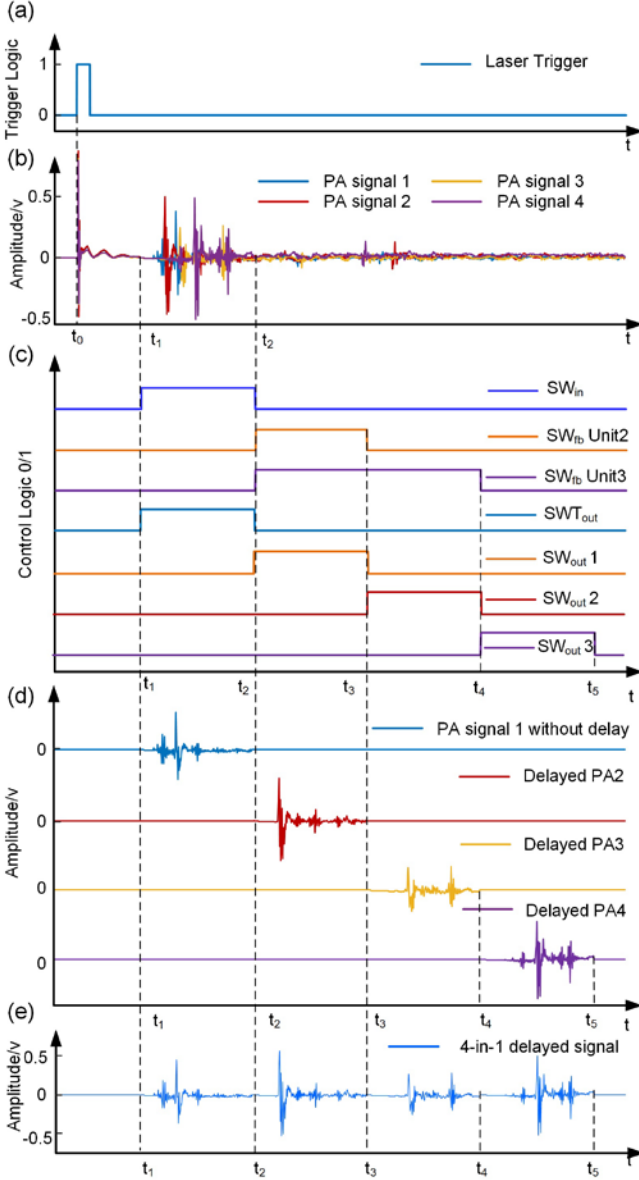 (a)
Trigger Logic
1
0
Laser Trigger
t
(b)
Amplitude/v
0.5
0
-0.5
PA signal 1
PA signal 3
PA signal 2
PA signal 4
t₀
t₁
t₂
t
(c)
Control Logic 0/1
SWin
SWfb Unit2
SWfb Unit3
SWTout
SWout 1
SWout 2
SWout 3
t₁
t₂
t₃
t₄
t₅
t
(d)
Amplitude/v
0
PA signal 1 without delay
0
Delayed PA2
0
Delayed PA3
0
Delayed PA4
t₁
t₂
t₃
t₄
t₅
t
(e)
Amplitude/v
0.5
0
-0.5
4-in-1 delayed signal
t₁
t₂
t₃
t₄
t₅
t